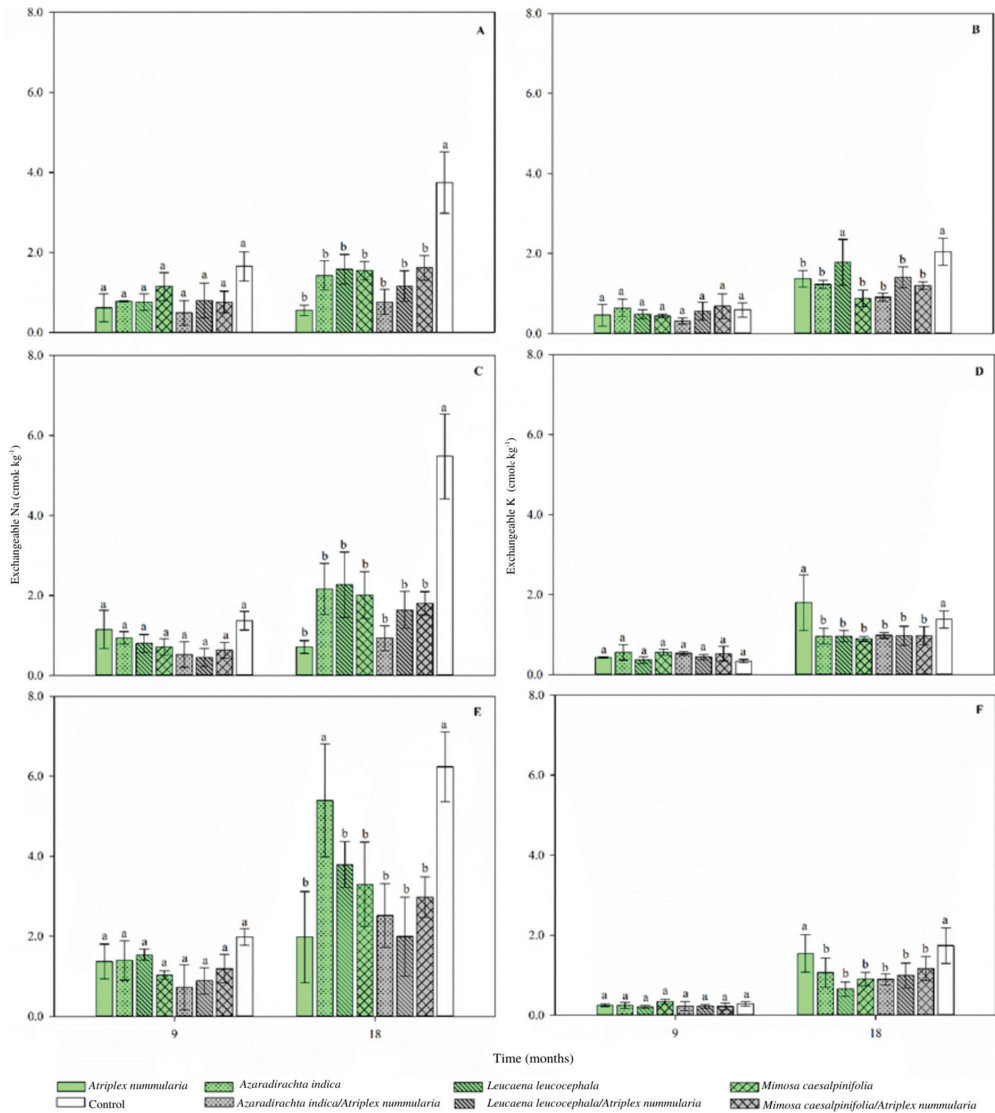 8.0
A
6.0
4.0
2.0
0.0
a a a a a a a a
b b b b b b b a
8.0
B
6.0
4.0
2.0
0.0
a a a a a a a a
b b a b b b b a
Exchangeable Na (cmolc kg⁻¹)
8.0
C
6.0
4.0
2.0
0.0
a a a a a a a a
b b b b b b b a
Exchangeable K (cmolc kg⁻¹)
8.0
D
6.0
4.0
2.0
0.0
a a a a a a a a
a b b b b b b a
8.0
E
6.0
4.0
2.0
0.0
a a a a a a a a
b a b b b b b a
9 18
8.0
F
6.0
4.0
2.0
0.0
a a a a a a a a
a b b b b b b a
9 18
Time (months)
Atriplex nummularia Azaradirachta indica Leucaena leucocephala Mimosa caesalpinifolia
Control Azaradirachta indica/Atriplex nummularia Leucaena leucocephala/Atriplex nummularia Mimosa caesalpinifolia/Atriplex nummularia